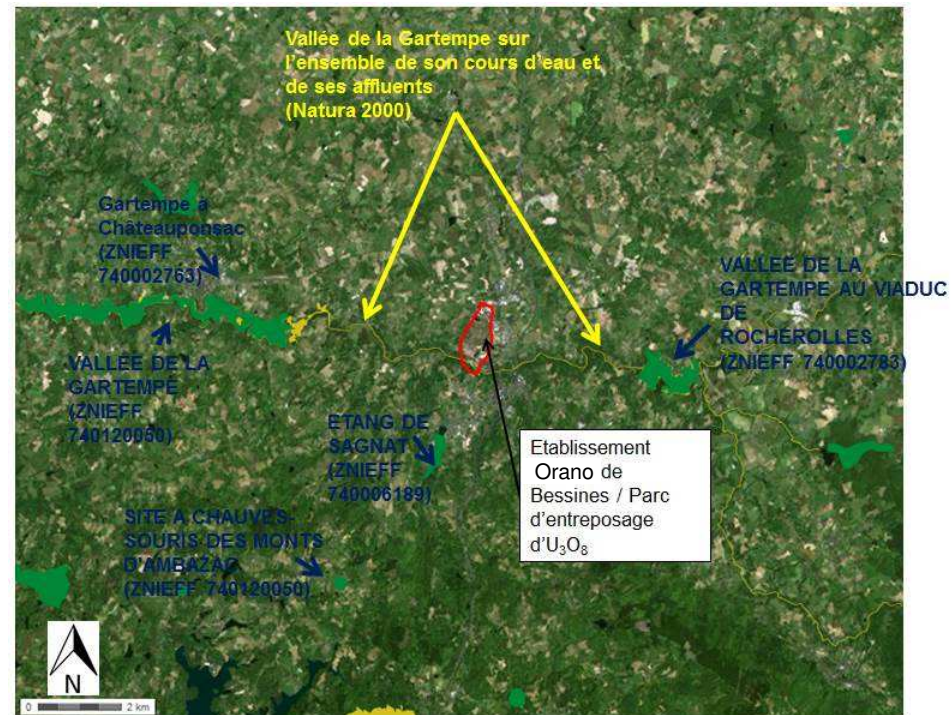 Vallée de la Gartempe sur
l'ensemble de son cours d'eau et
de ses affluents
(Natura 2000)
Gartempe à
Châteauponsac
(ZNIEFF
740002763)
VALLEE DE LA
GARTEMPE AU VIADUC
DE
ROCHEROLLES
(ZNIEFF 740002783)
VALLEE DE LA
GARTEMPE
(ZNIEFF
740120050)
ETANG DE
SAGNAT
(ZNIEFF
740006189)
Etablissement
Orano de
Bessines / Parc
d'entreposage
d'U₃O₈
SITE A CHAUVES-
SOURIS DES MONTS
D'AMBAZAC
(ZNIEFF 740120050)
N
0 2 km